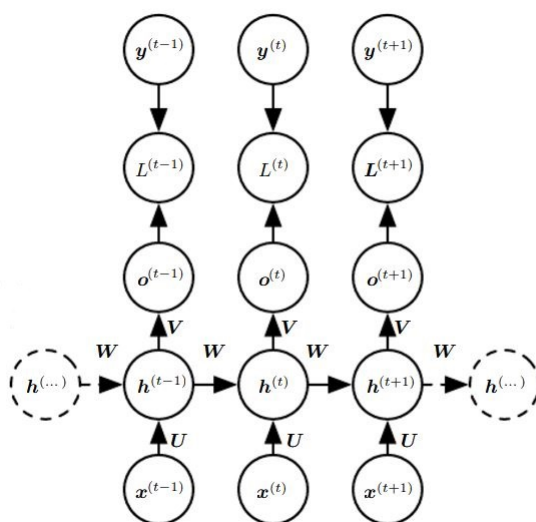 y^(t−1) y^(t) y^(t+1)
L^(t−1) L^(t) L^(t+1)
o^(t−1) o^(t) o^(t+1)
V V V
W W W W
h^(...) h^(t−1) h^(t) h^(t+1) h^(...)
U U U
x^(t−1) x^(t) x^(t+1)